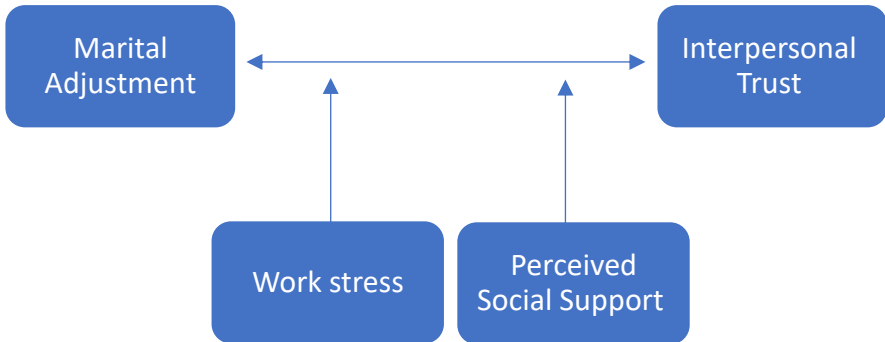 Marital
Adjustment
Interpersonal
Trust
Work stress
Perceived
Social Support